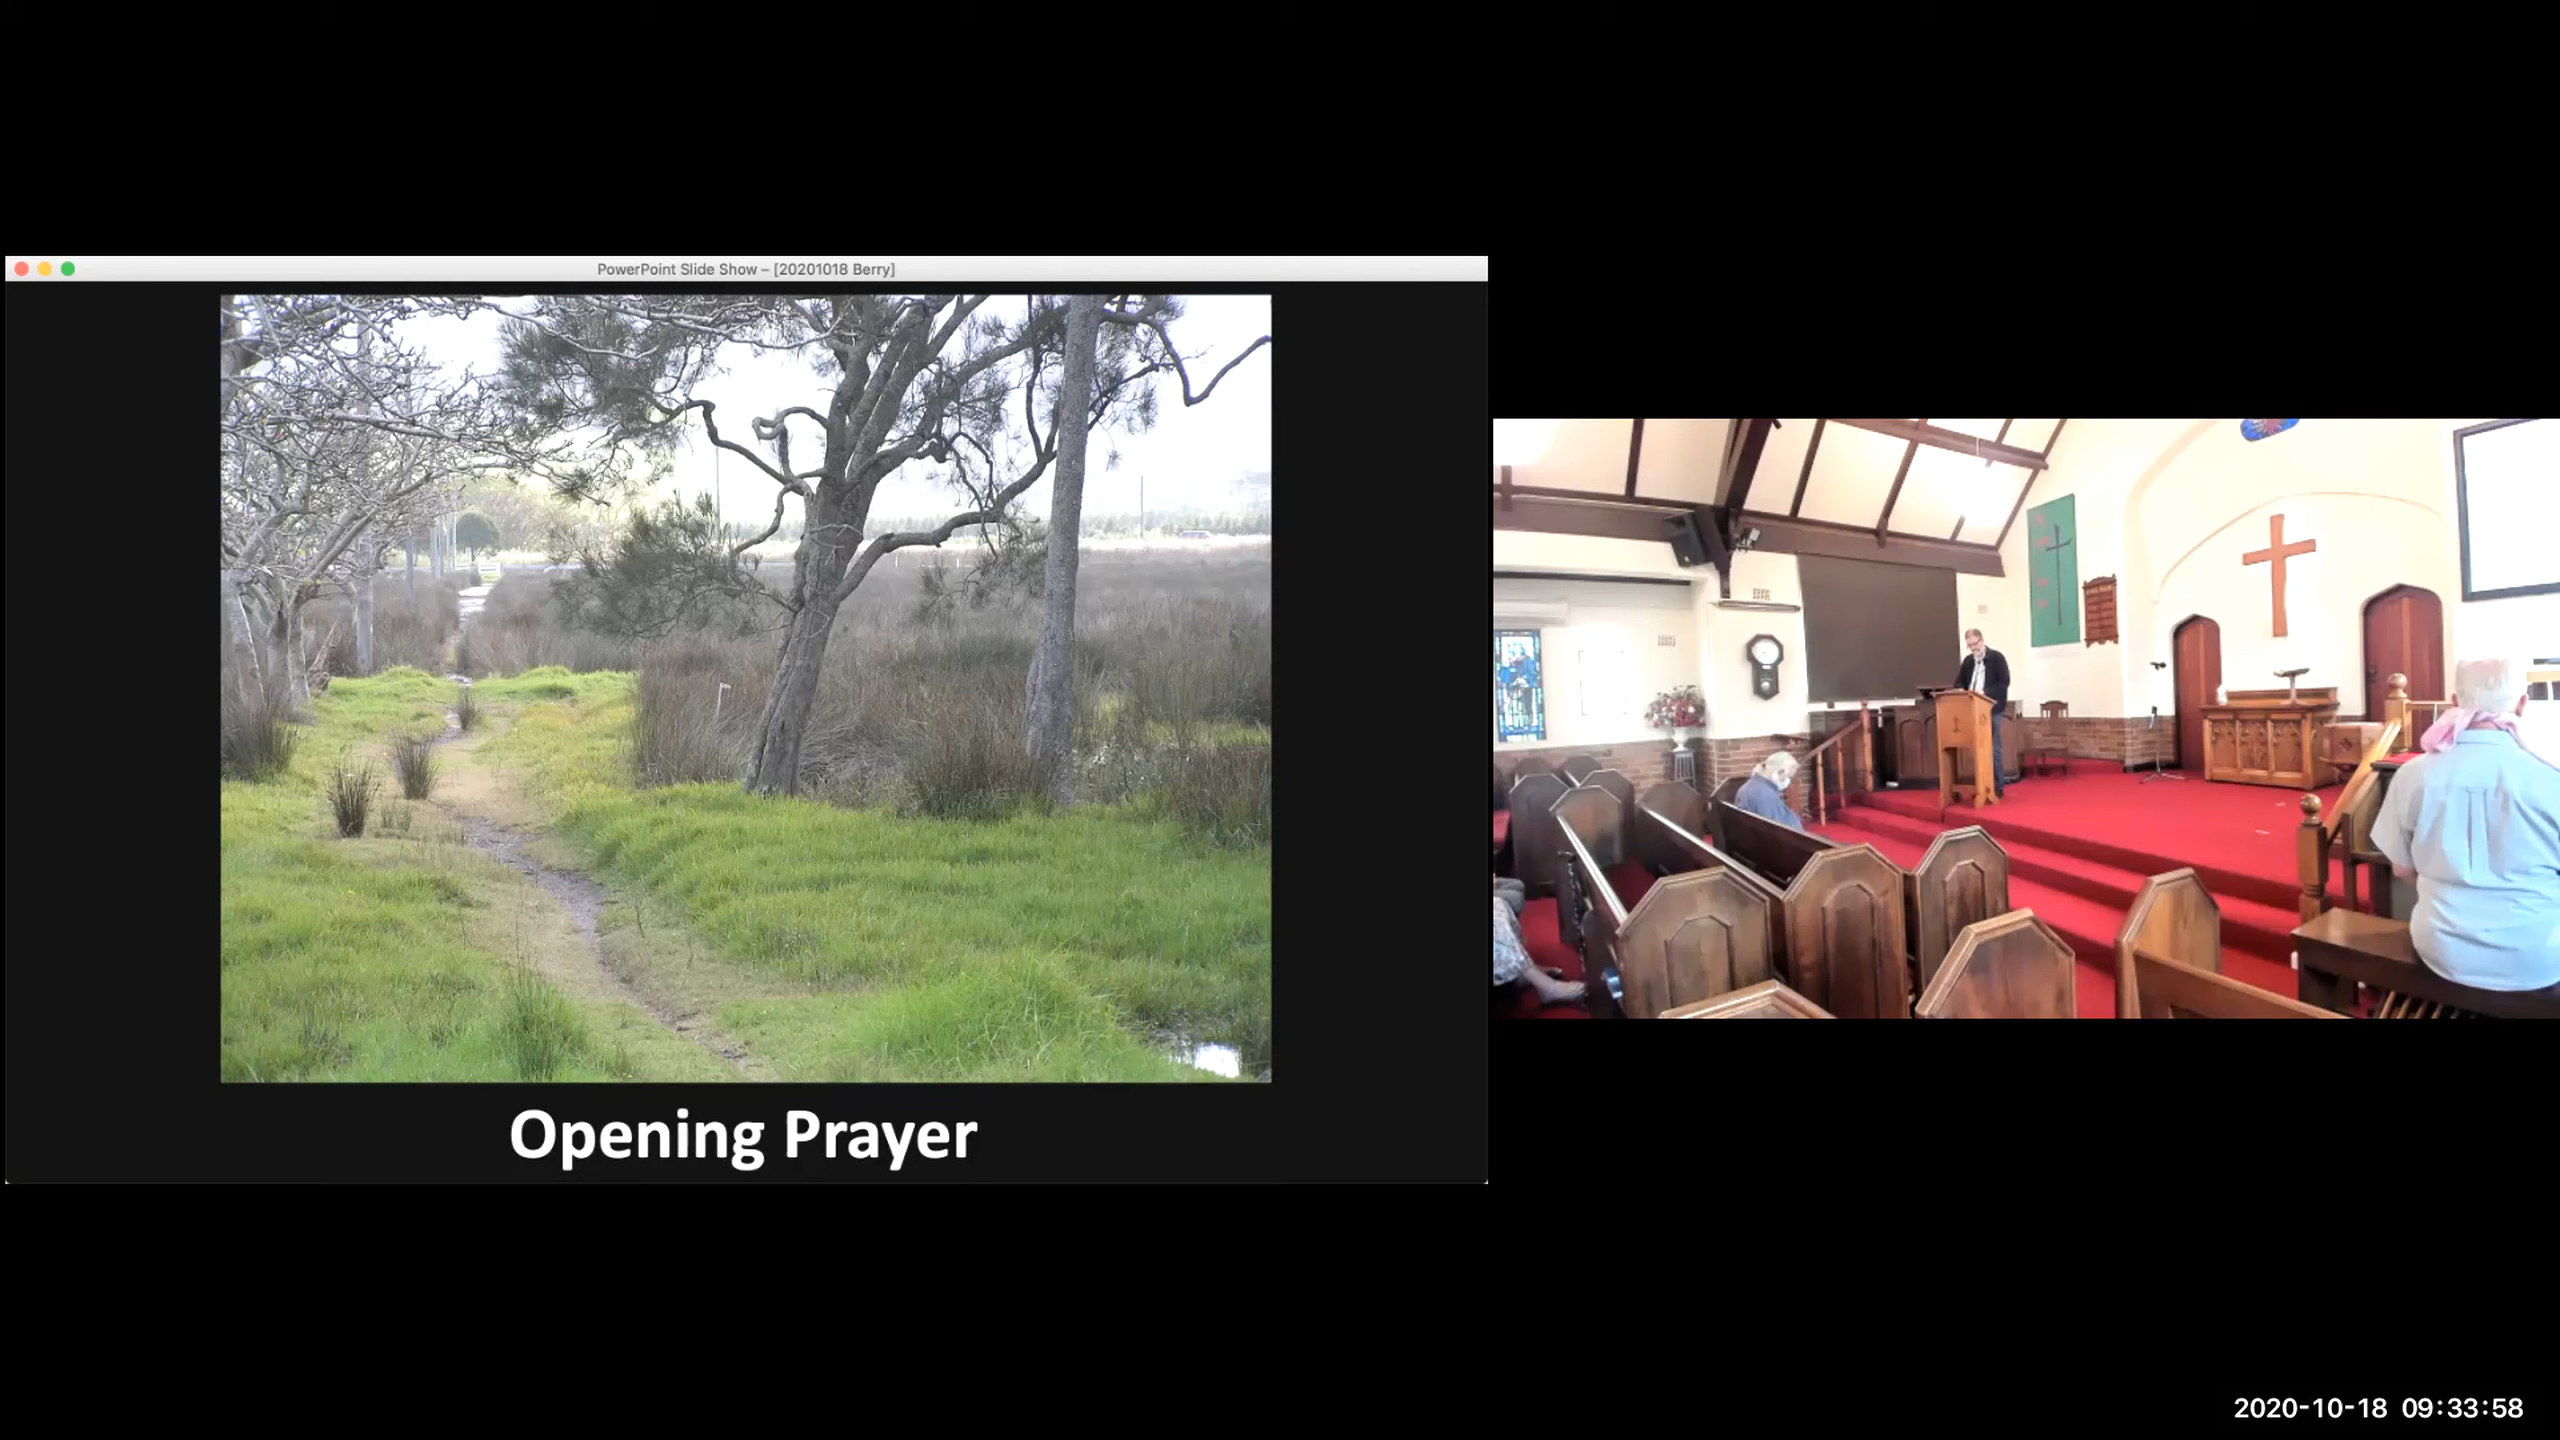 PowerPoint Slide Show – [20201018 Berry]
Opening Prayer
2020-10-18 09:33:58